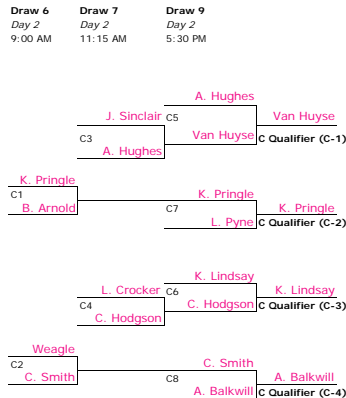 Draw 6 Draw 7 Draw 9
Day 2 Day 2 Day 2
9:00 AM 11:15 AM 5:30 PM
A. Hughes
J. Sinclair C5 Van Huyse
C3 Van Huyse C Qualifier (C-1)
A. Hughes
K. Pringle
C1 K. Pringle
B. Arnold C7 K. Pringle
L. Pyne C Qualifier (C-2)
K. Lindsay
L. Crocker C6 K. Lindsay
C4 C. Hodgson C Qualifier (C-3)
C. Hodgson
Weagle
C2 C. Smith
C. Smith C8 A. Balkwill
A. Balkwill C Qualifier (C-4)